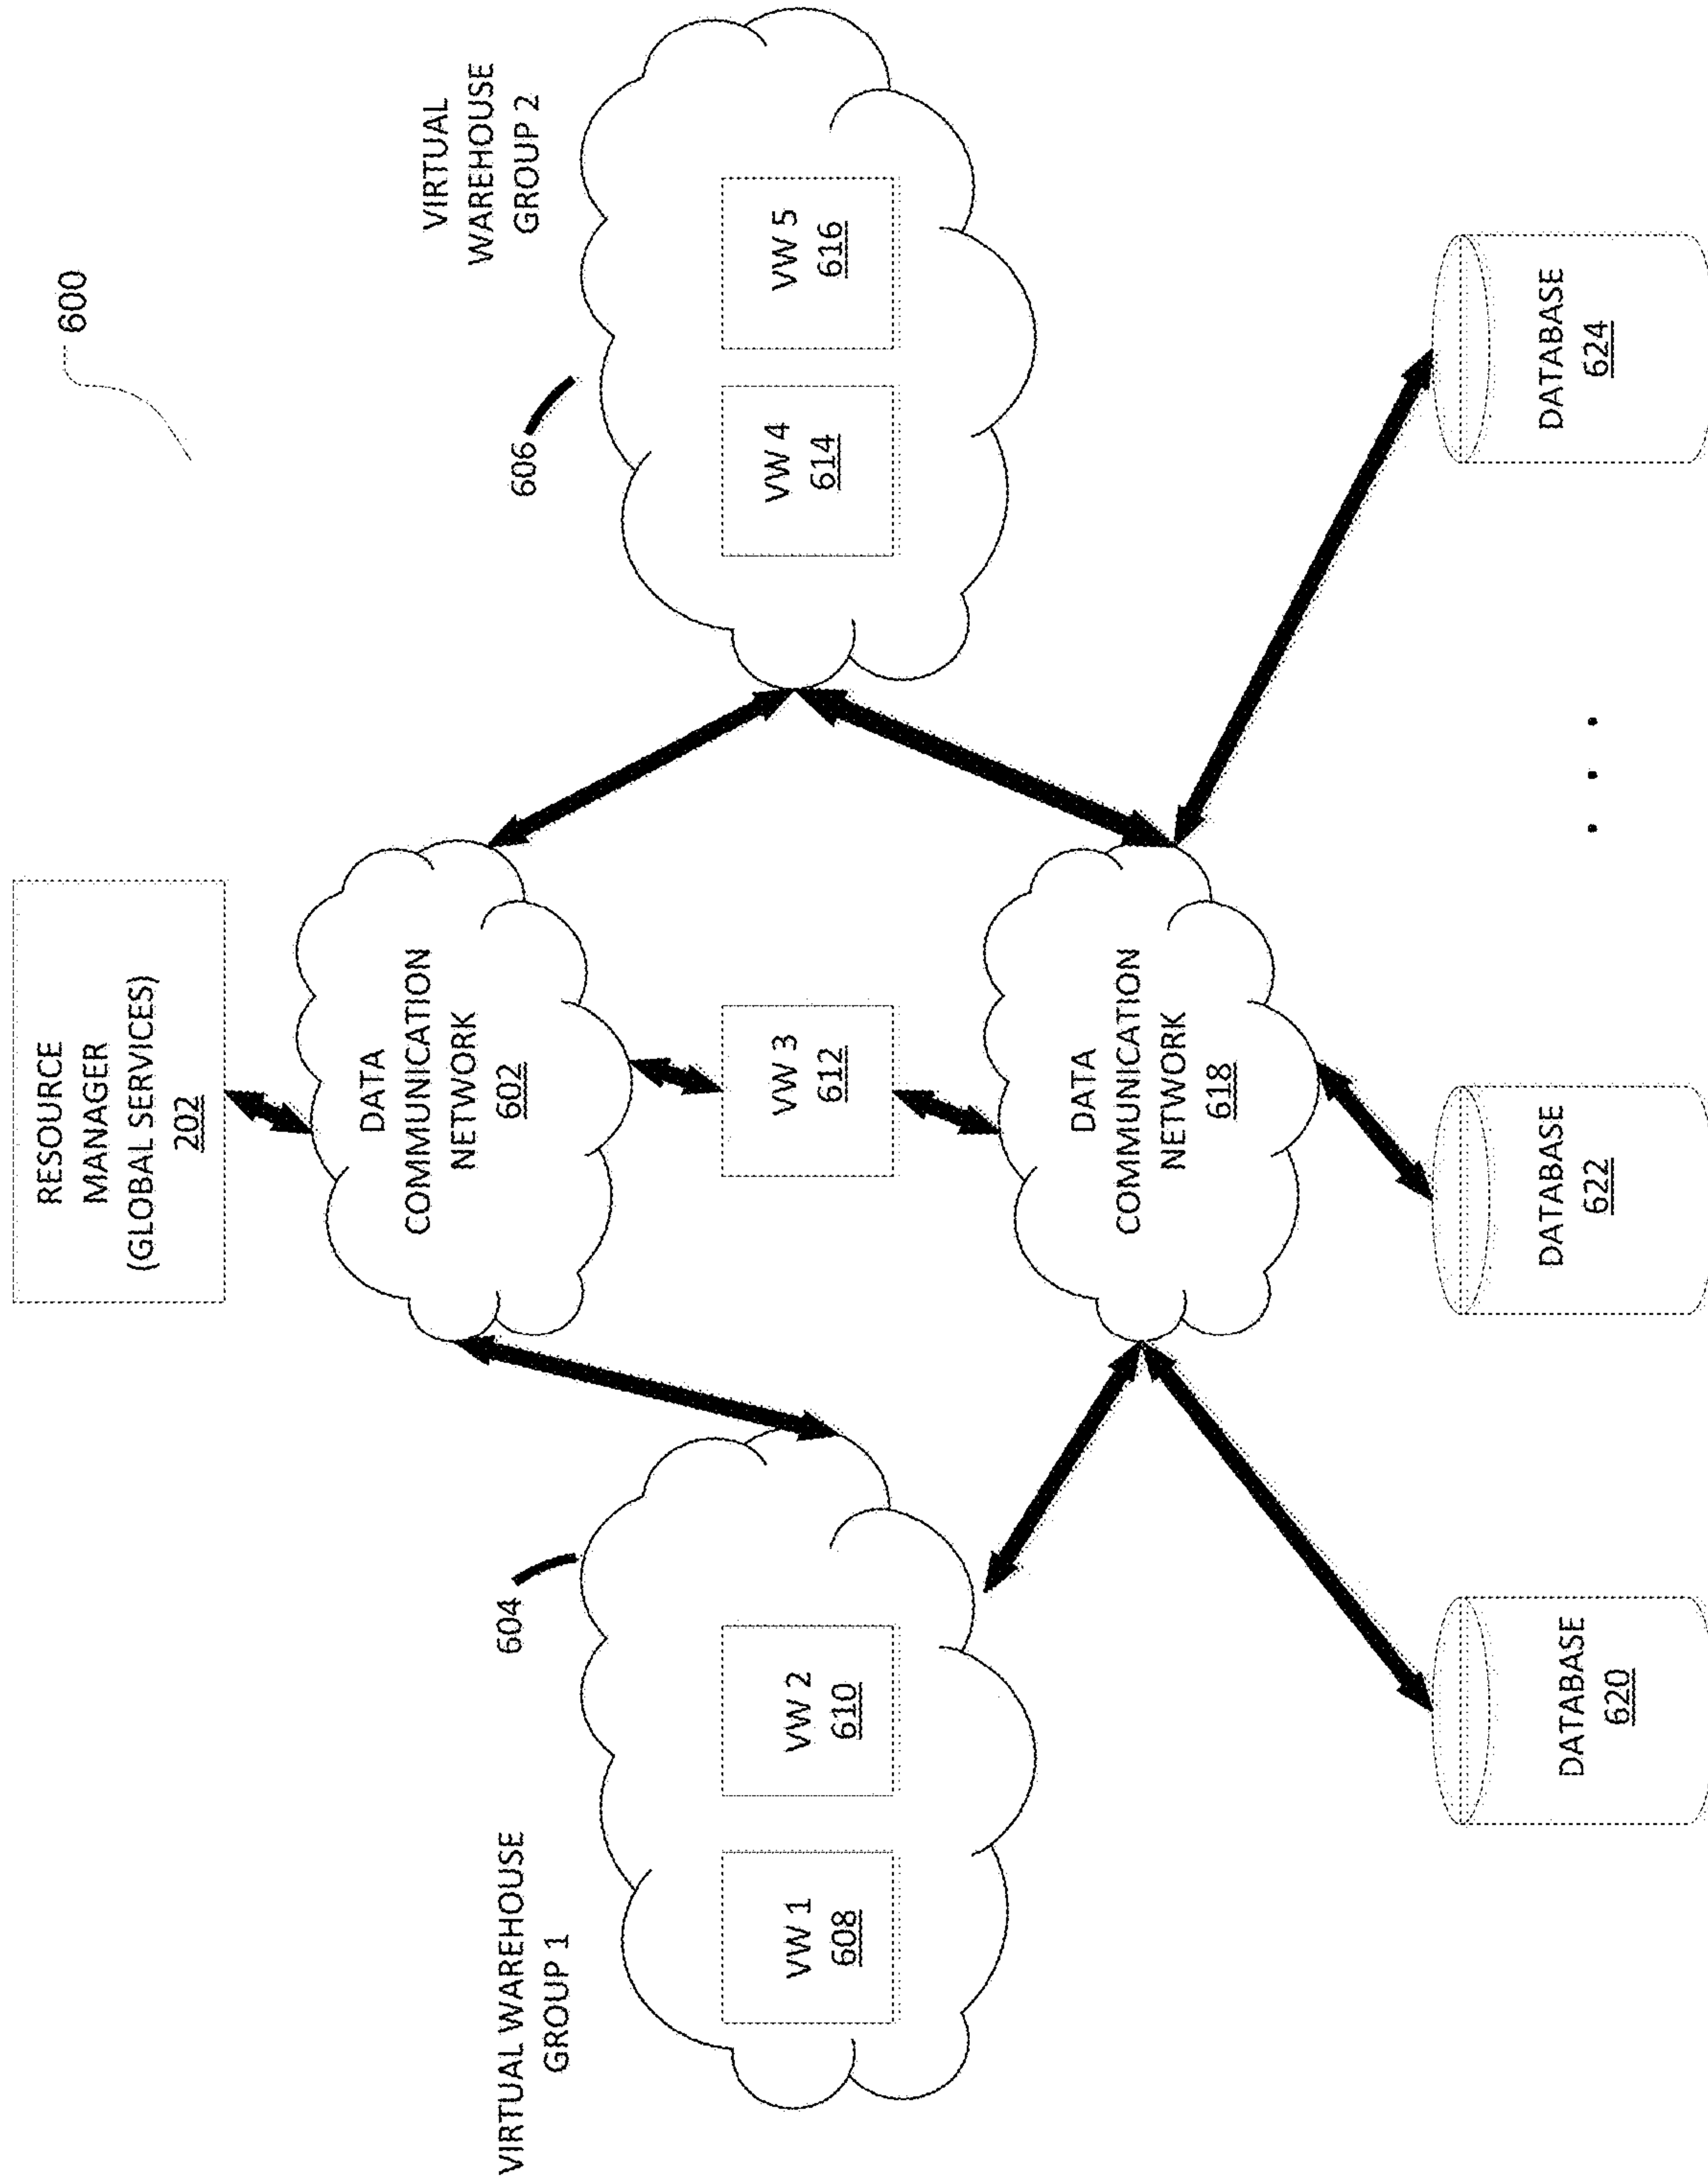 600
RESOURCE
MANAGER
(GLOBAL SERVICES)
202
DATA
COMMUNICATION
NETWORK
602
VIRTUAL WAREHOUSE
GROUP 1
604
VW 1
608
VW 2
610
VW 3
612
VIRTUAL
WAREHOUSE
GROUP 2
606
VW 4
614
VW 5
616
DATA
COMMUNICATION
NETWORK
618
DATABASE
620
DATABASE
622
. . .
DATABASE
624